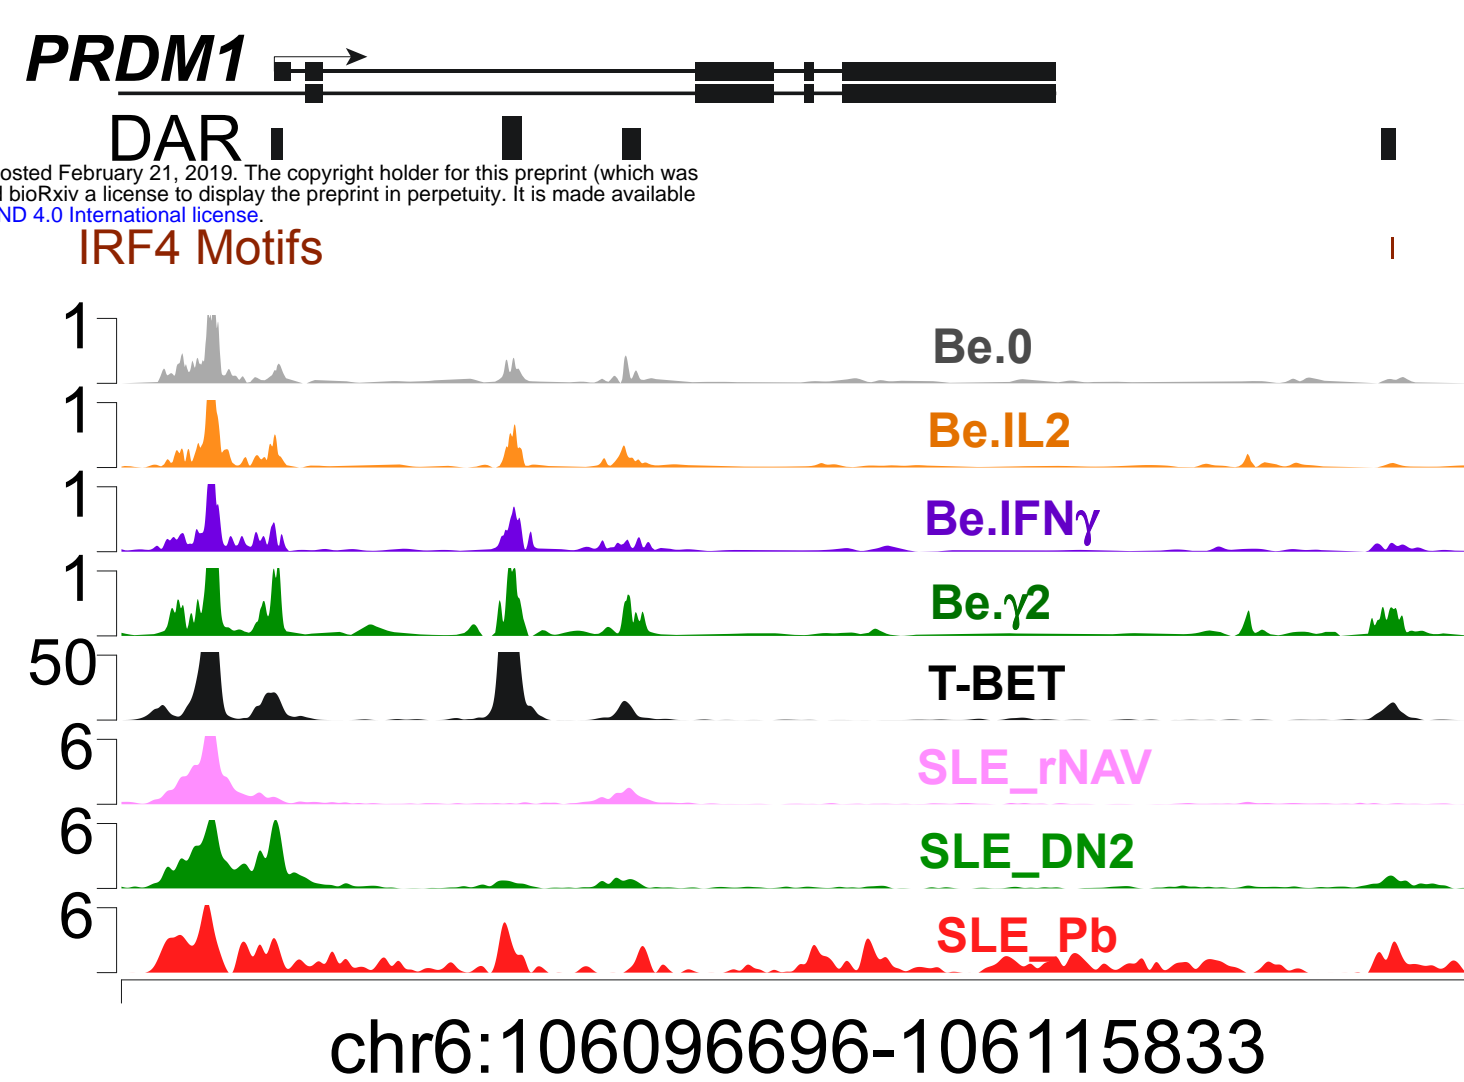 PRDM1
DAR
osted February 21, 2019. The copyright holder for this preprint (which was
bioRxiv a license to display the preprint in perpetuity. It is made available
ND 4.0 International license.
IRF4 Motifs
1
Be.0
1
Be.IL2
1
Be.IFNγ
1
Be.γ2
50
T-BET
6
SLE_rNAV
6
SLE_DN2
6
SLE_Pb
chr6:106096696-106115833